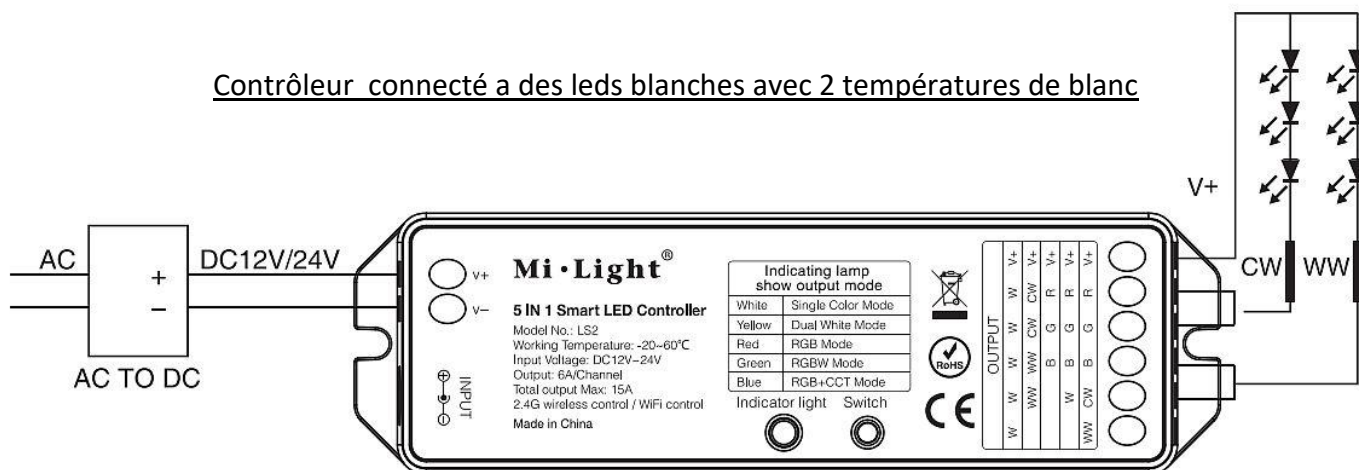 Contrôleur connecté a des leds blanches avec 2 températures de blanc
AC
+
−
DC12V/24V
AC TO DC
V+
V−
INPUT
Mi·Light®
5 IN 1 Smart LED Controller
Model No.: LS2
Working Temperature: -20~60℃
Input Voltage: DC12V~24V
Output: 6A/Channel
Total output Max: 15A
2.4G wireless control / WiFi control
Made in China
Indicating lamp
show output mode
White Single Color Mode
Yellow Dual White Mode
Red RGB Mode
Green RGBW Mode
Blue RGB+CCT Mode
Indicator light Switch
RoHS
CE
OUTPUT
V+ V+ V+ V+ V+
W CW R R R
W CW G G G
W WW B B B
W WW W CW
W WW
V+
CW WW